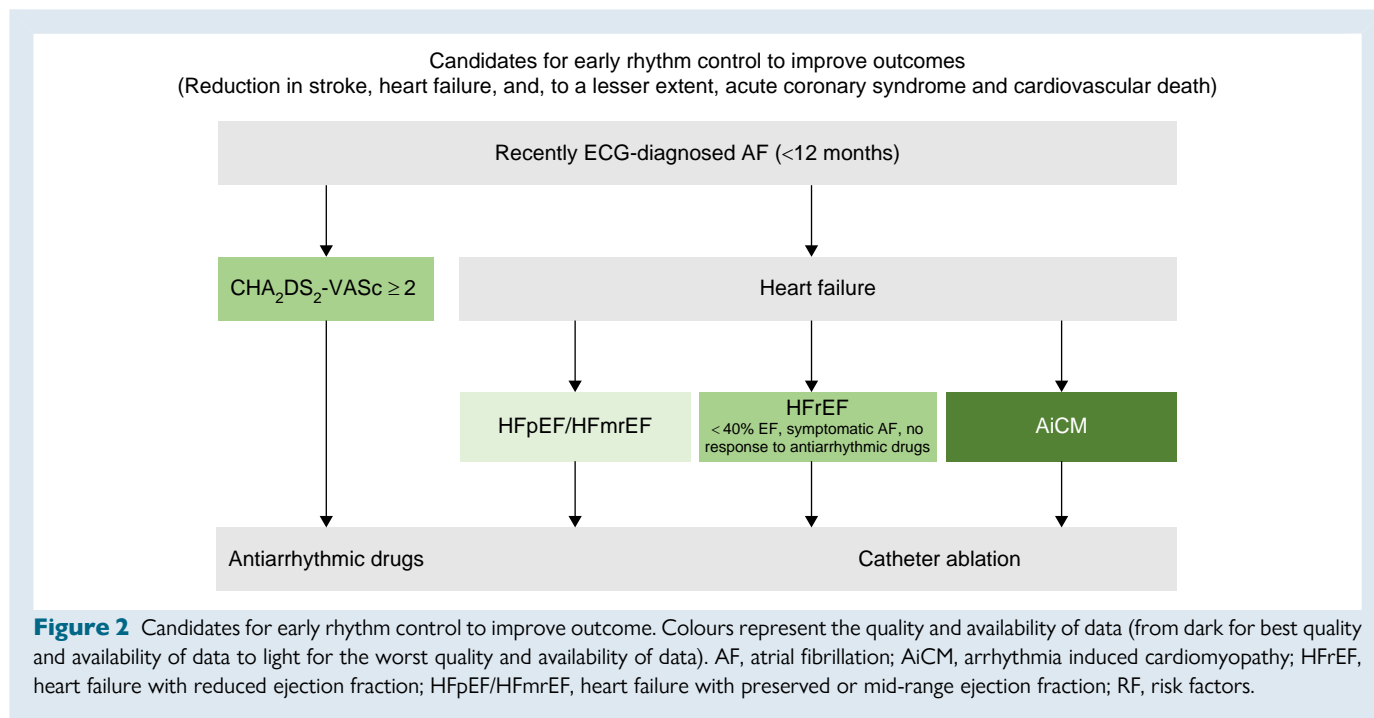 Candidates for early rhythm control to improve outcomes
(Reduction in stroke, heart failure, and, to a lesser extent, acute coronary syndrome and cardiovascular death)
Recently ECG-diagnosed AF (<12 months)
CHA₂DS₂-VASc ≥ 2
Heart failure
HFpEF/HFmrEF
HFrEF
< 40% EF, symptomatic AF, no
response to antiarrhythmic drugs
AiCM
Antiarrhythmic drugs
Catheter ablation
Figure 2 Candidates for early rhythm control to improve outcome. Colours represent the quality and availability of data (from dark for best quality
and availability of data to light for the worst quality and availability of data). AF, atrial fibrillation; AiCM, arrhythmia induced cardiomyopathy; HFrEF,
heart failure with reduced ejection fraction; HFpEF/HFmrEF, heart failure with preserved or mid-range ejection fraction; RF, risk factors.